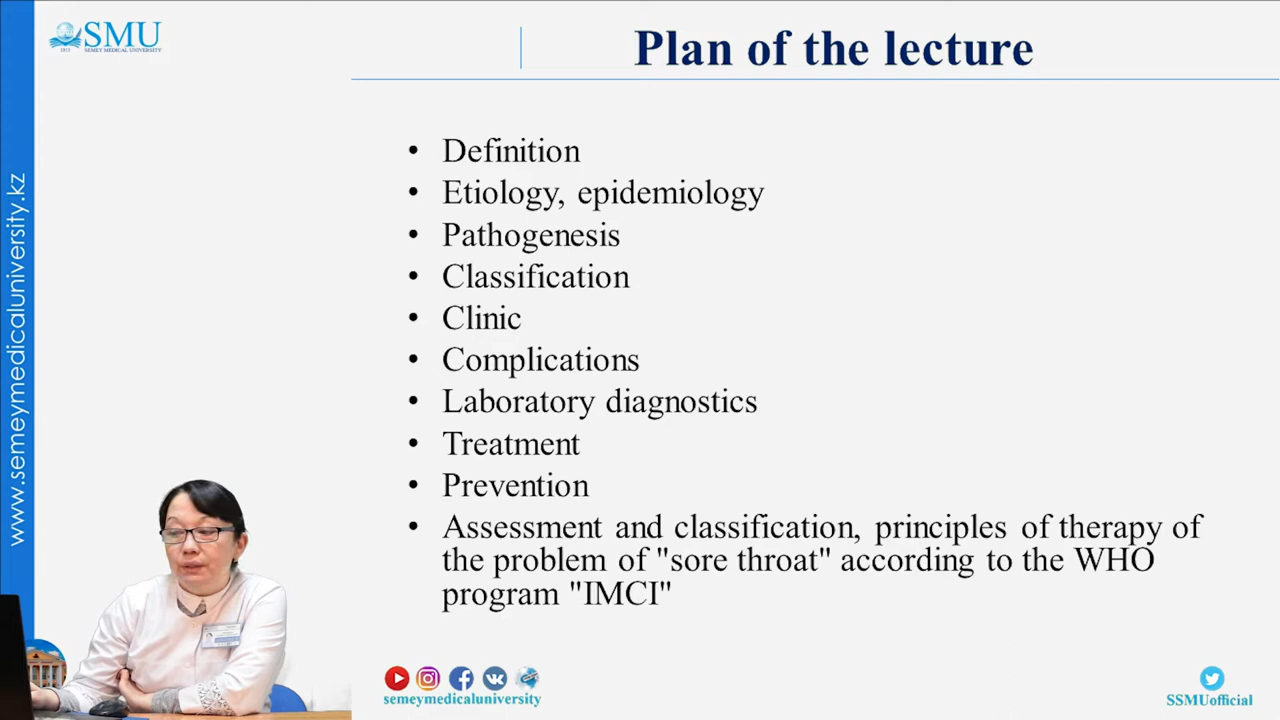 SMU
SEMEY MEDICAL UNIVERSITY
Plan of the lecture
www.semeymedicaluniversity.kz
• Definition
• Etiology, epidemiology
• Pathogenesis
• Classification
• Clinic
• Complications
• Laboratory diagnostics
• Treatment
• Prevention
• Assessment and classification, principles of therapy of
the problem of "sore throat" according to the WHO
program "IMCI"
semeymedicaluniversity
SSMUofficial